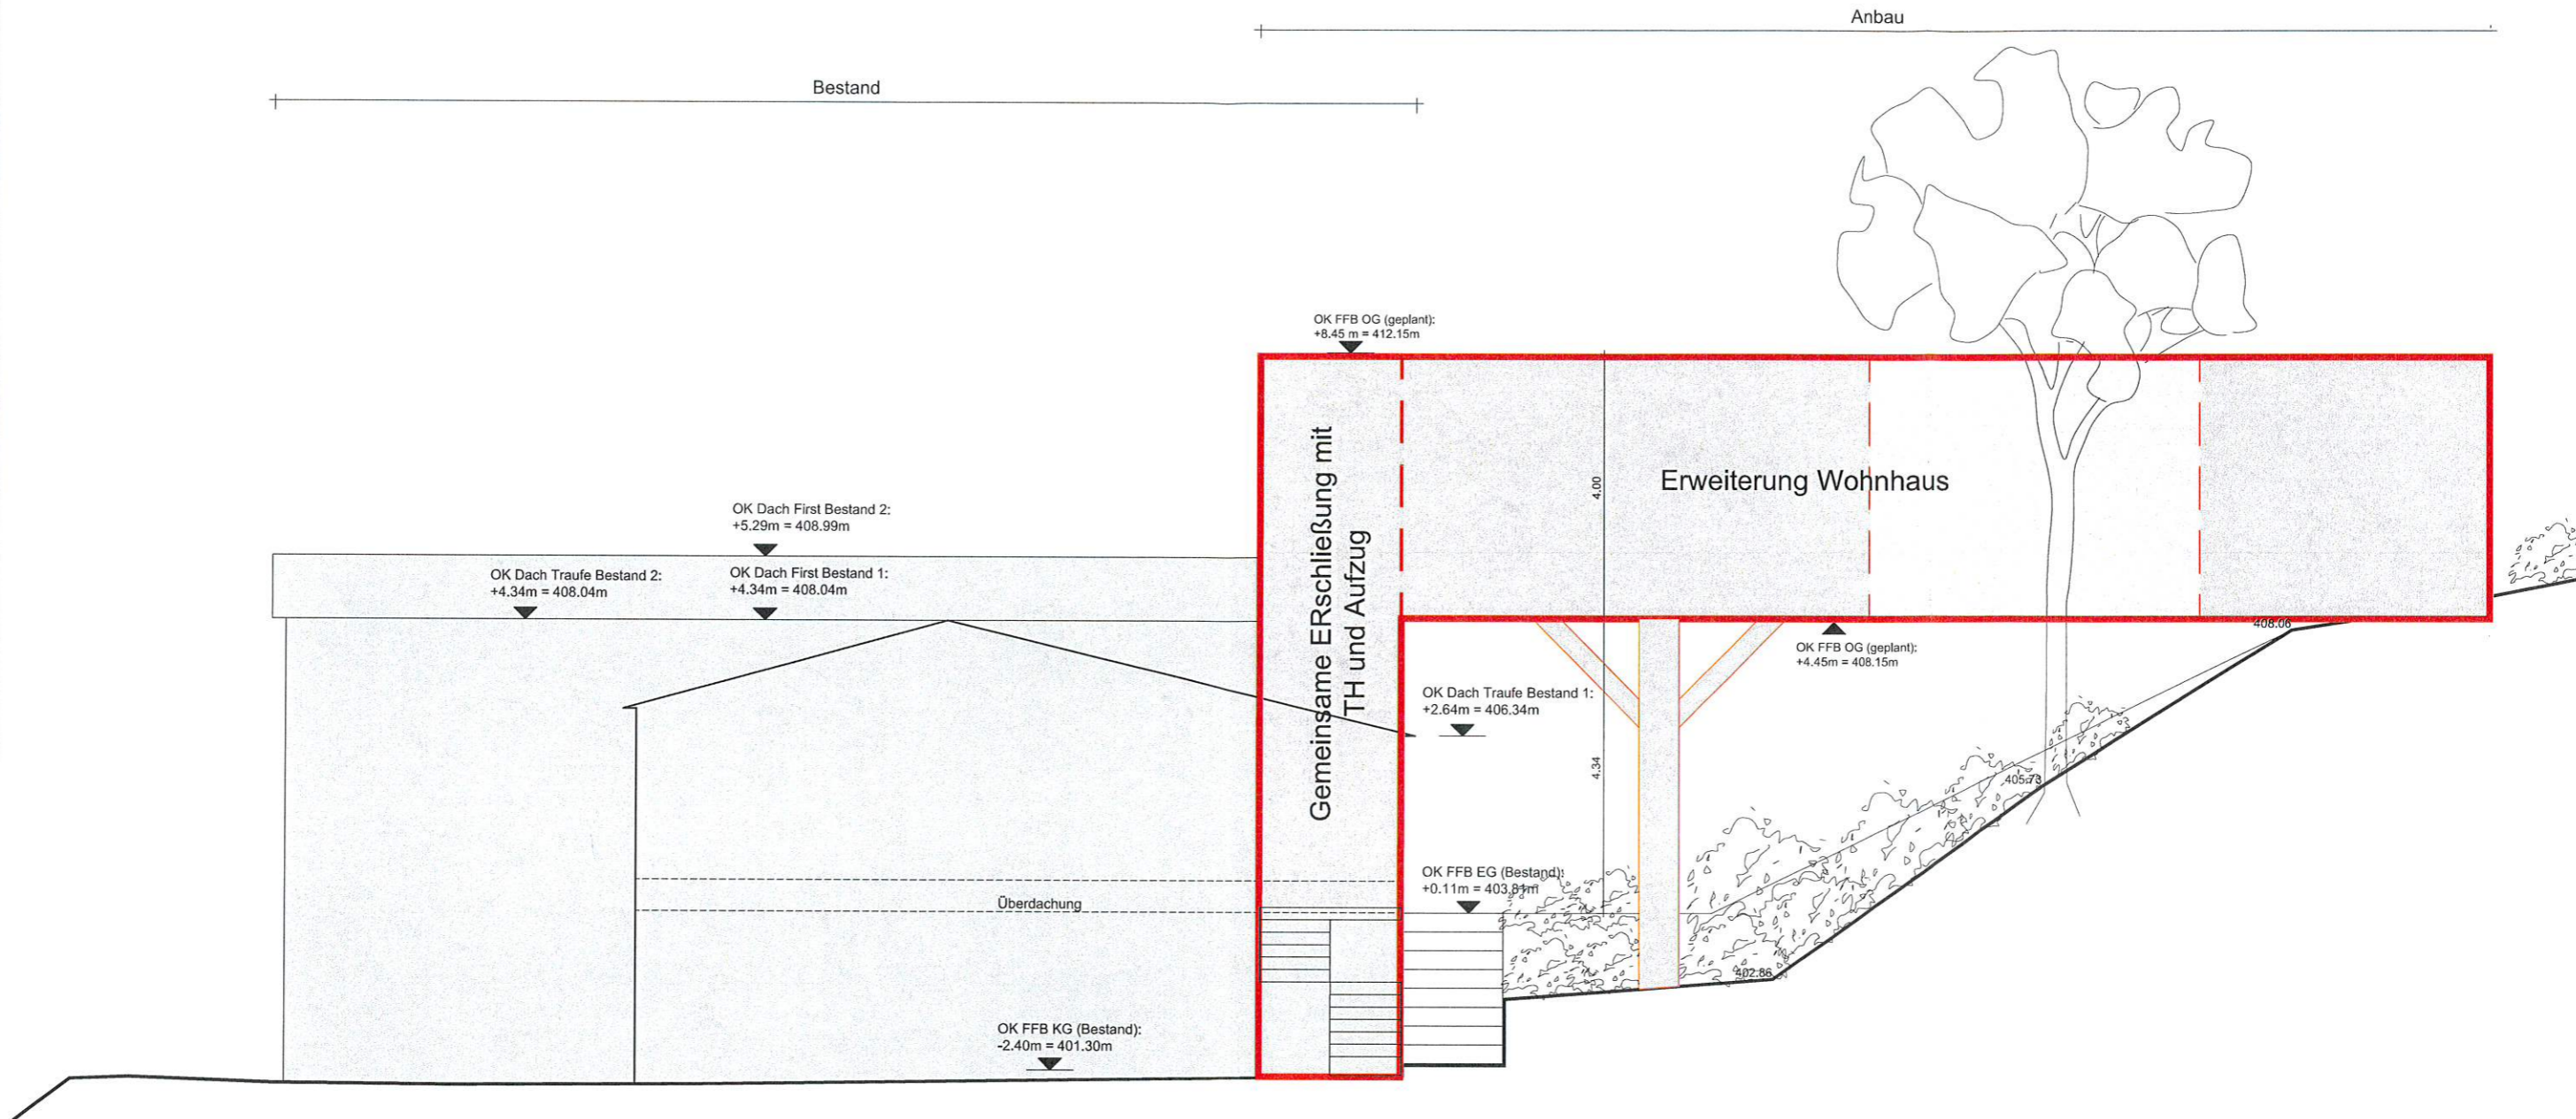 Anbau
Bestand
OK FFB OG (geplant):
+8.45 m = 412.15m
Gemeinsame ERschließung mit
TH und Aufzug
4.00
Erweiterung Wohnhaus
OK Dach First Bestand 2:
+5.29m = 408.99m
OK Dach Traufe Bestand 2:
+4.34m = 408.04m
OK Dach First Bestand 1:
+4.34m = 408.04m
408.06
OK FFB OG (geplant):
+4.45m = 408.15m
OK Dach Traufe Bestand 1:
+2.64m = 406.34m
4.34
405.73
OK FFB EG (Bestand):
+0.11m = 403.81m
Überdachung
402.86
OK FFB KG (Bestand):
-2.40m = 401.30m